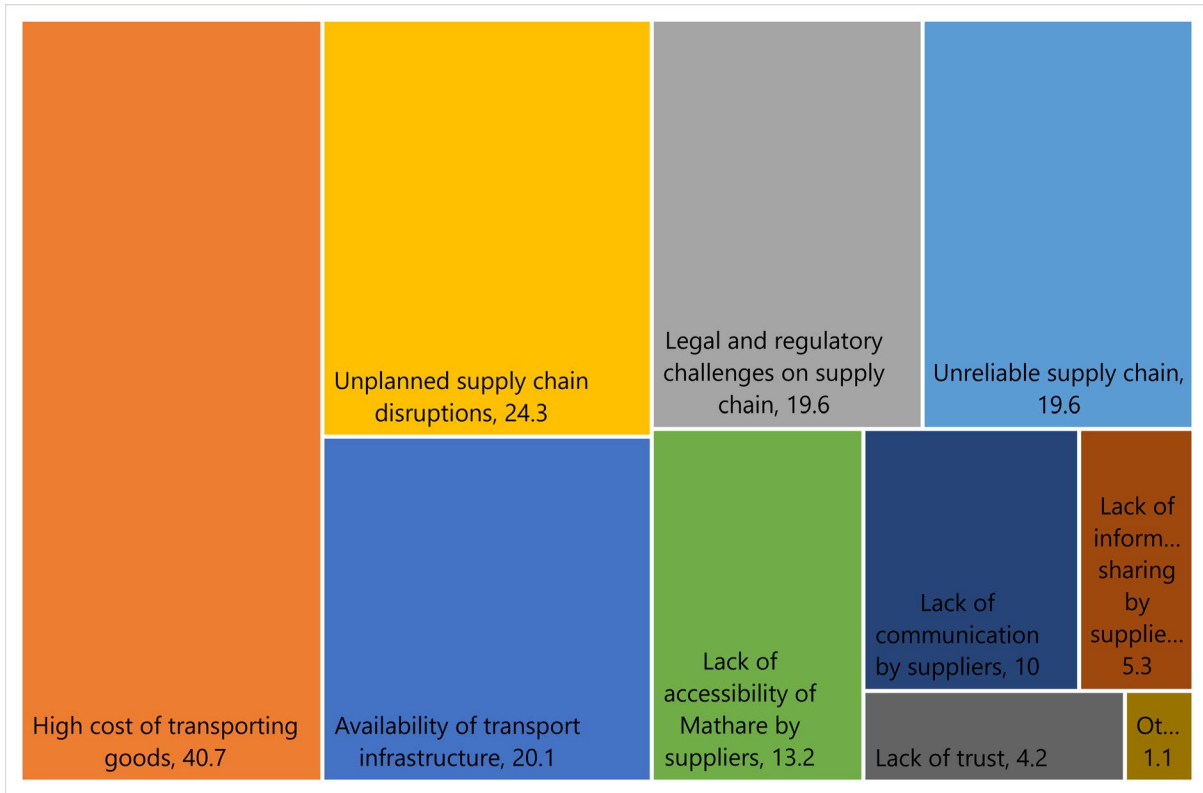 High cost of transporting
goods, 40.7
Unplanned supply chain
disruptions, 24.3
Availability of transport
infrastructure, 20.1
Legal and regulatory
challenges on supply
chain, 19.6
Unreliable supply chain,
19.6
Lack of
accessibility of
Mathare by
suppliers, 13.2
Lack of
communication
by suppliers, 10
Lack of
inform...
sharing
by
supplie...
5.3
Lack of trust, 4.2
Ot...
1.1